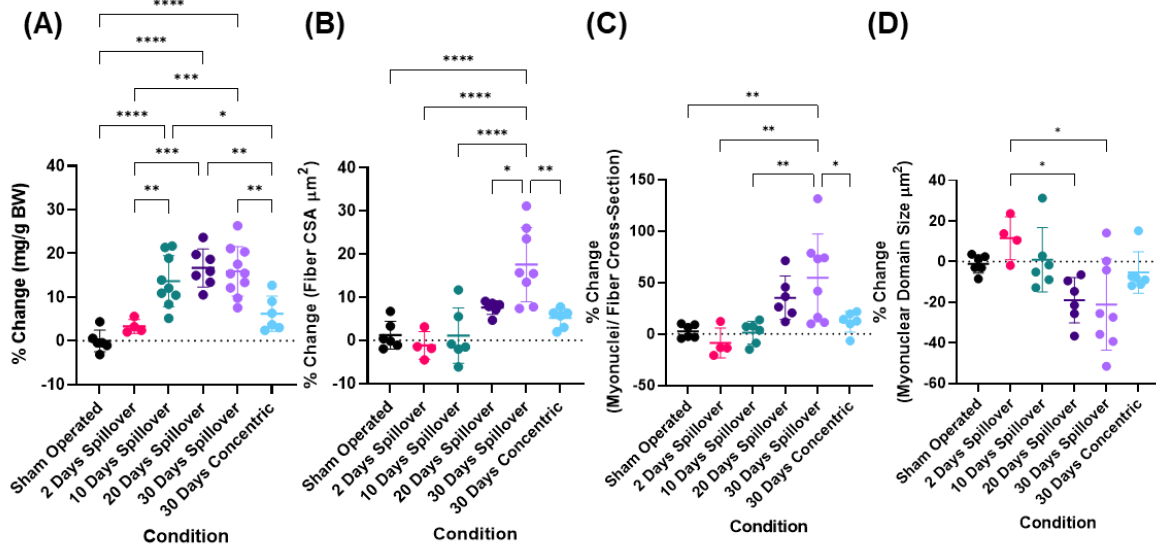 (A)
****
****
***
****
*
***
**
**
**
% Change (mg/g BW)
40
30
20
10
0
-10
Sham Operated
2 Days Spillover
10 Days Spillover
20 Days Spillover
30 Days Spillover
30 Days Concentric
Condition
(B)
****
****
****
*
**
% Change (Fiber CSA μm²)
40
30
20
10
0
-10
Sham Operated
2 Days Spillover
10 Days Spillover
20 Days Spillover
30 Days Spillover
30 Days Concentric
Condition
(C)
**
**
**
*
% Change
(Myonuclei/ Fiber Cross-Section)
150
100
50
0
-50
Sham Operated
2 Days Spillover
10 Days Spillover
20 Days Spillover
30 Days Spillover
30 Days Concentric
Condition
(D)
*
*
% Change
(Myonuclear Domain Size μm²)
40
20
0
-20
-40
-60
Sham Operated
2 Days Spillover
10 Days Spillover
20 Days Spillover
30 Days Spillover
30 Days Concentric
Condition